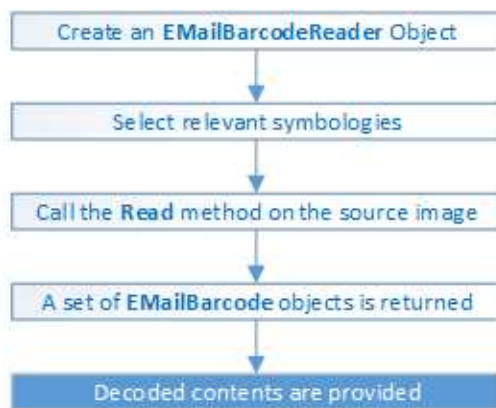 Create an EMailBarcodeReader Object
Select relevant symbologies
Call the Read method on the source image
A set of EMailBarcode objects is returned
Decoded contents are provided